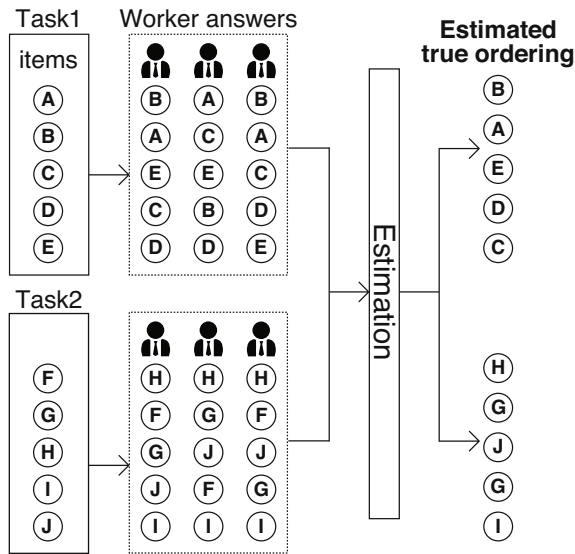 Task1
items
A
B
C
D
E
Worker answers
B A B
A C A
E E C
C B D
D D E
Task2
F
G
H
I
J
H H H
F G F
G J J
J F G
I I I
Estimation
Estimated
true ordering
B
A
E
D
C
H
G
J
G
I